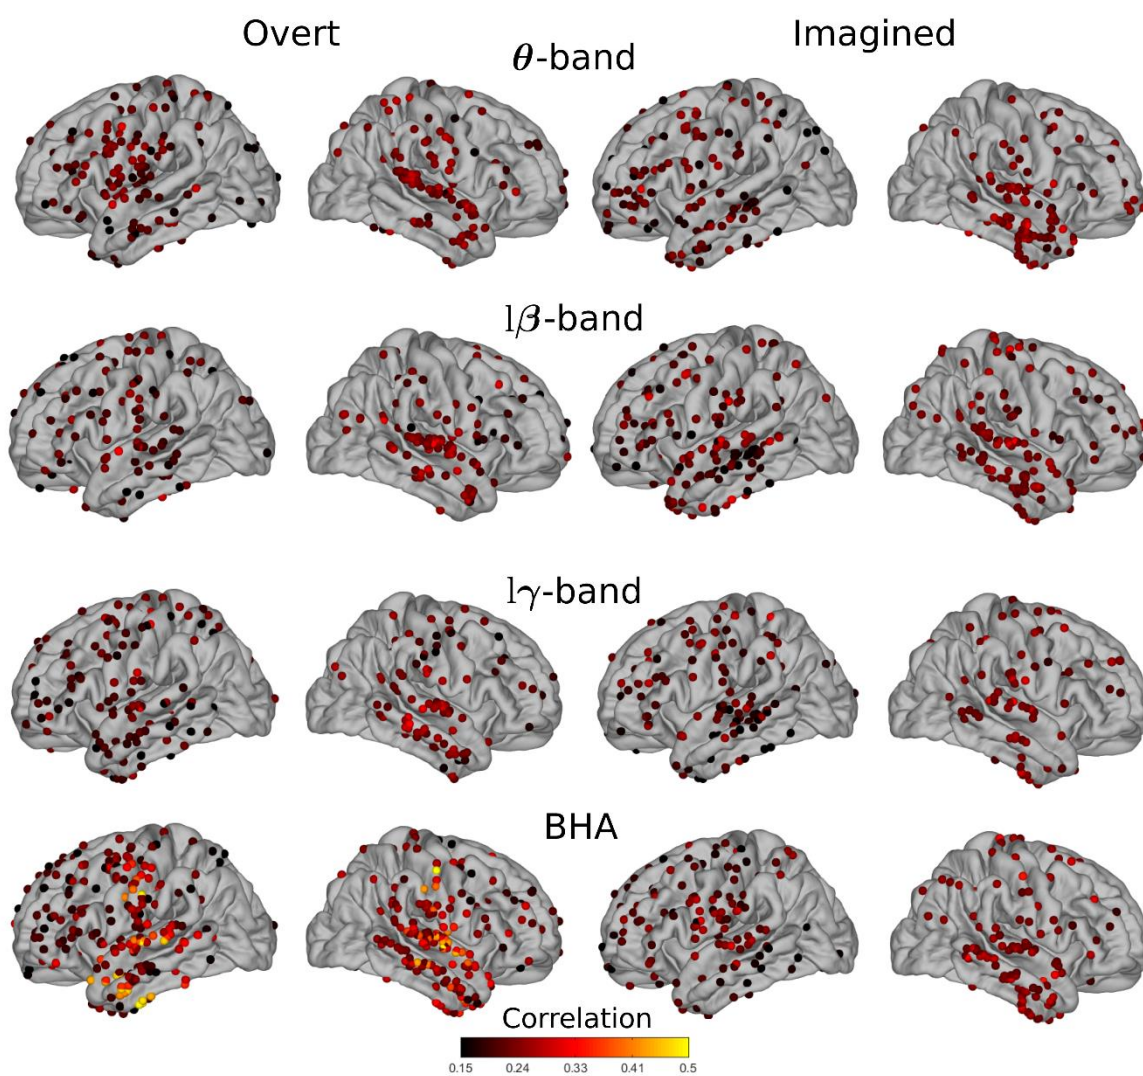 Overt
Imagined
θ-band
lβ-band
lγ-band
BHA
Correlation
0.15 0.24 0.33 0.41 0.5